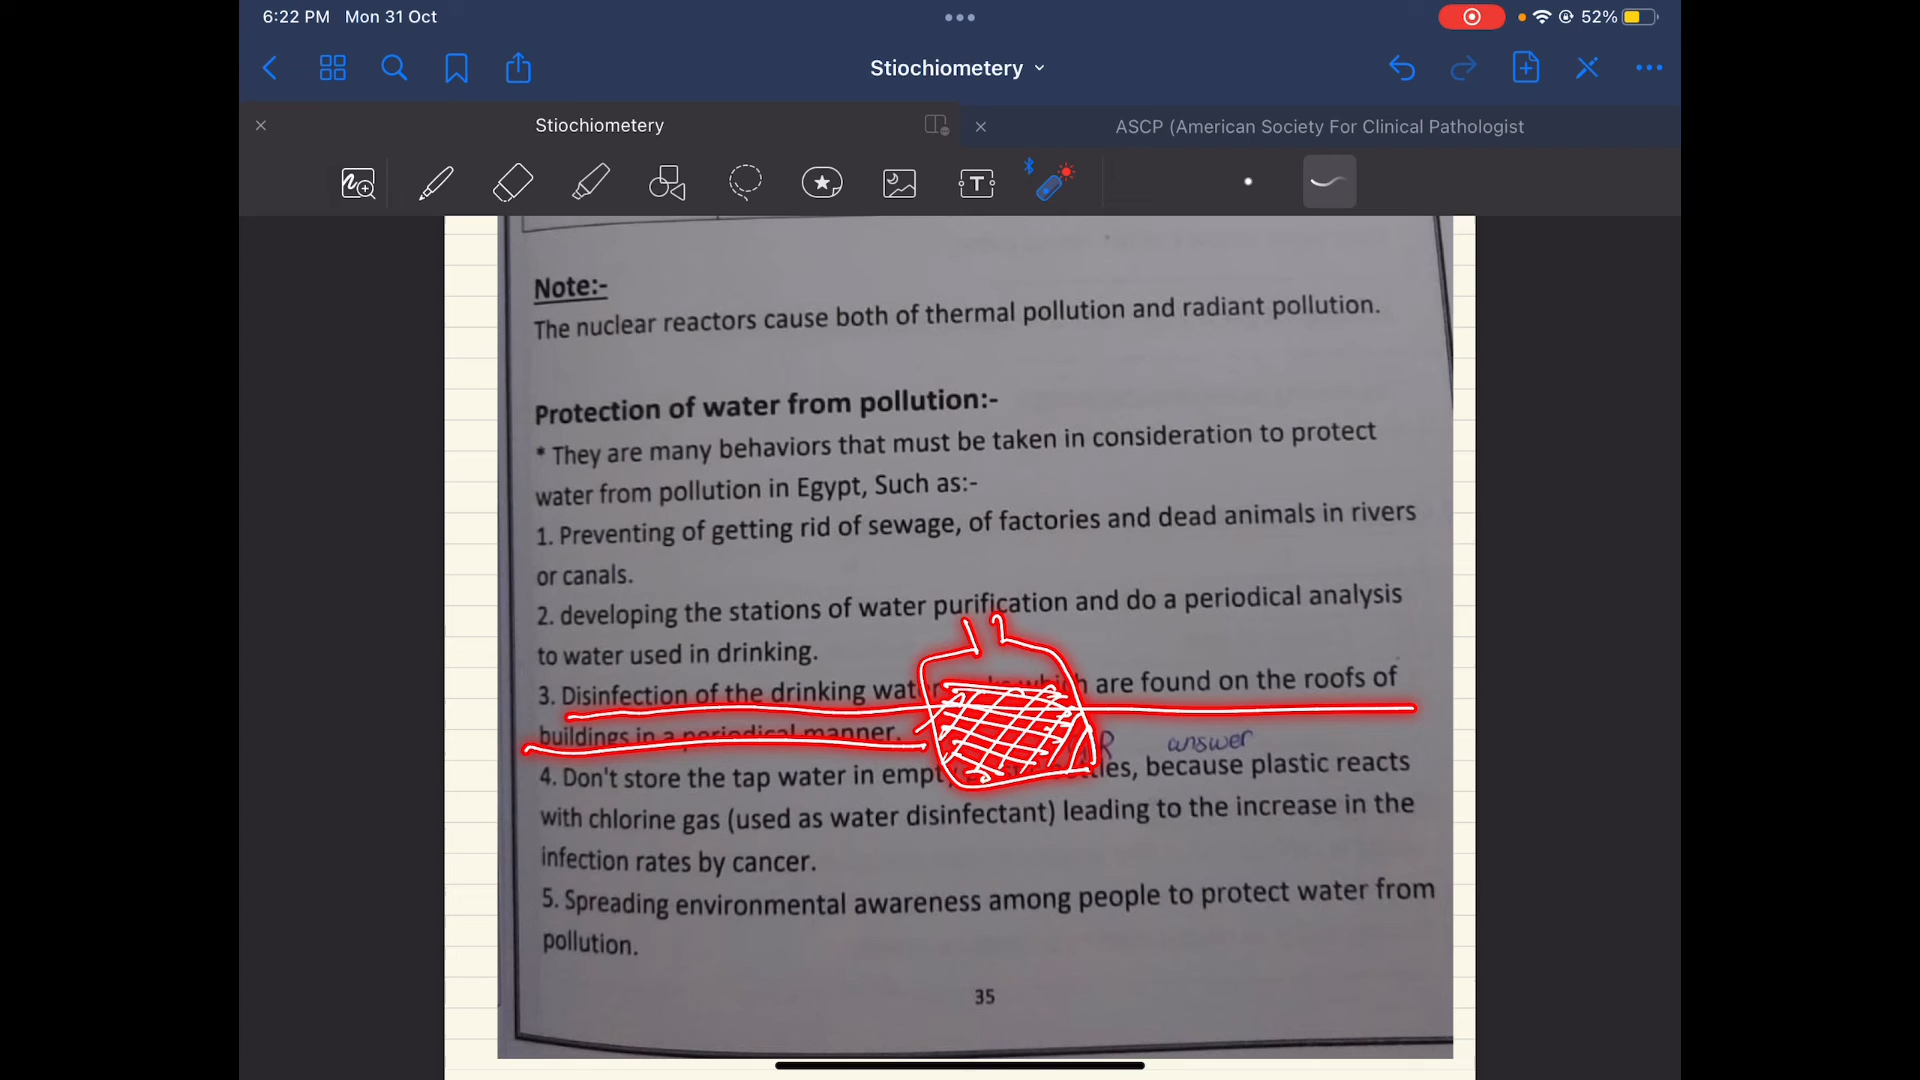 6:22 PM Mon 31 Oct
52%
Stiochiometery
Stiochiometery
ASCP (American Society For Clinical Pathologist
Note:-
The nuclear reactors cause both of thermal pollution and radiant pollution.
Protection of water from pollution:-
* They are many behaviors that must be taken in consideration to protect
water from pollution in Egypt, Such as:-
1. Preventing of getting rid of sewage, of factories and dead animals in rivers
or canals.
2. developing the stations of water purification and do a periodical analysis
to water used in drinking.
3. Disinfection of the drinking water which are found on the roofs of
buildings in a periodical manner.
answer
4. Don't store the tap water in empty bottles, because plastic reacts
with chlorine gas (used as water disinfectant) leading to the increase in the
infection rates by cancer.
5. Spreading environmental awareness among people to protect water from
pollution.
35